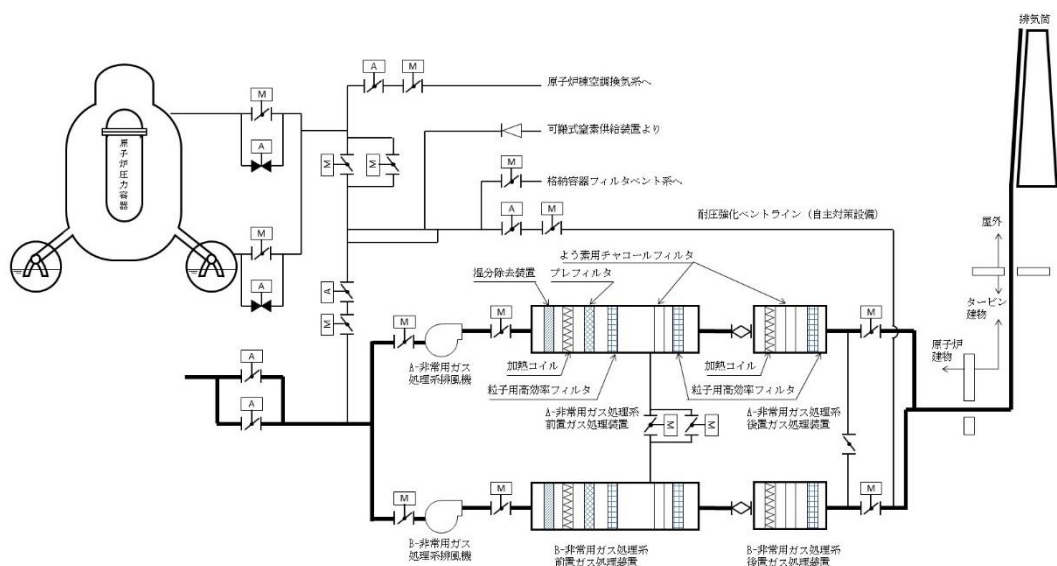 排気筒
A
M
原子炉棟空調換気系へ
M
A
可搬式窒素供給装置より
M
M
M
格納容器フィルタベント系へ
原子炉圧力容器
A
M
耐圧強化ベントライン（自主対策設備）
屋外
M
A
よう素用チャコールフィルタ
湿分除去装置
プレフィルタ
A
M
タービン
建物
M
M
M
原子炉
建物
A
A
A-非常用ガス
処理系排風機
加熱コイル
粒子用高効率フィルタ
加熱コイル
粒子用高効率フィルタ
A-非常用ガス処理系
前置ガス処理装置
A-非常用ガス処理系
後置ガス処理装置
M
M
M
M
M
B-非常用ガス
処理系排風機
B-非常用ガス処理系
前置ガス処理装置
B-非常用ガス処理系
後置ガス処理装置